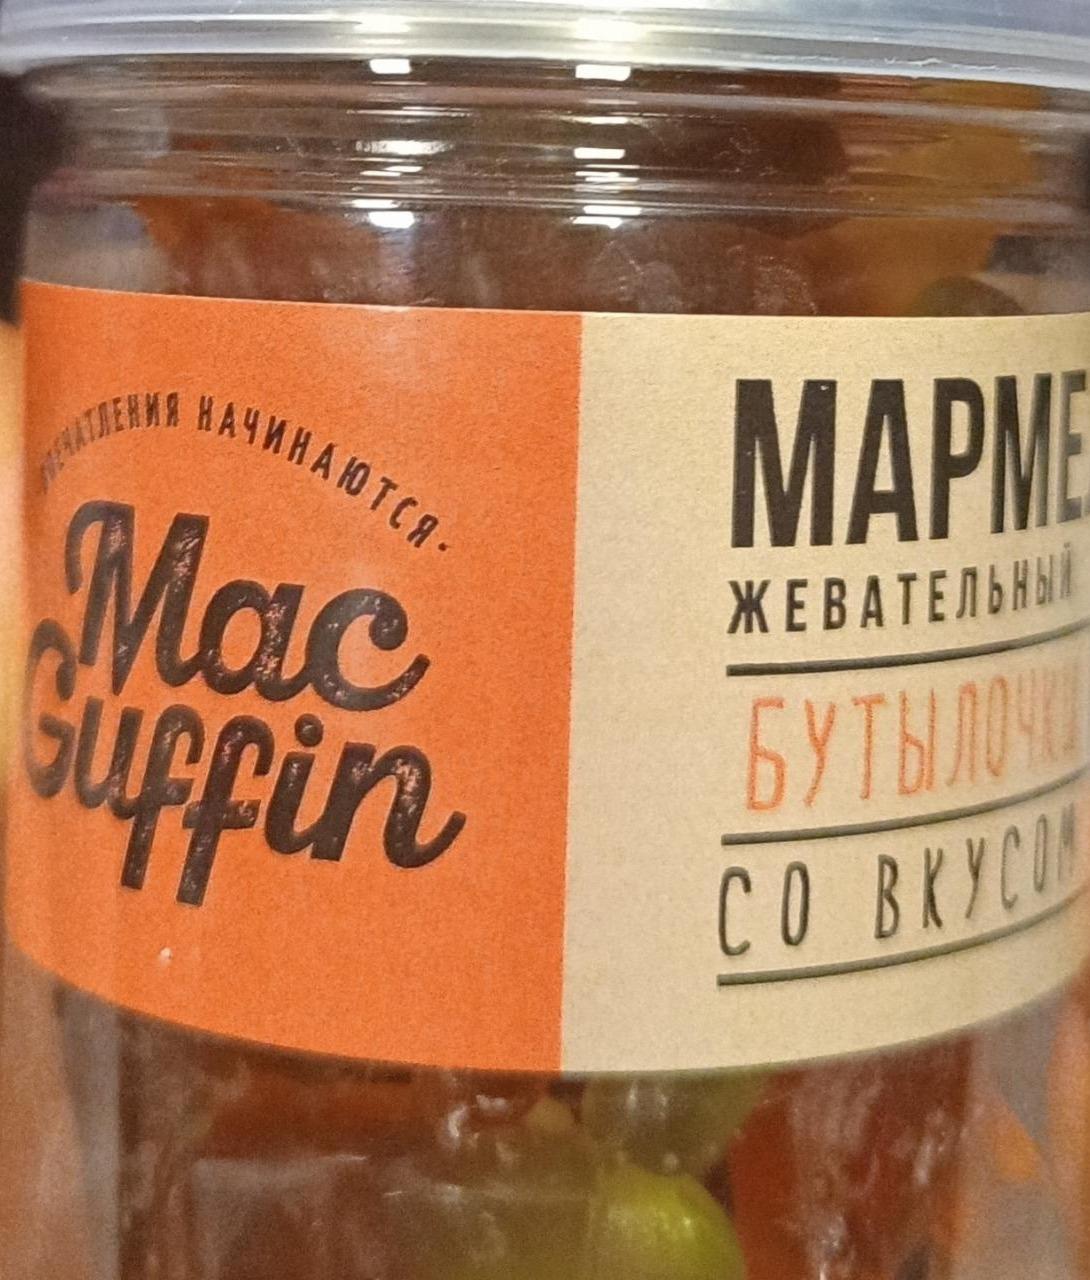 ВПЕЧАТЛЕНИЯ НАЧИНАЮТСЯ·
Mac
Guffin
МАРМЕ
ЖЕВАТЕЛЬНЫЙ
БУТЫЛОЧКИ
СО ВКУСОМ